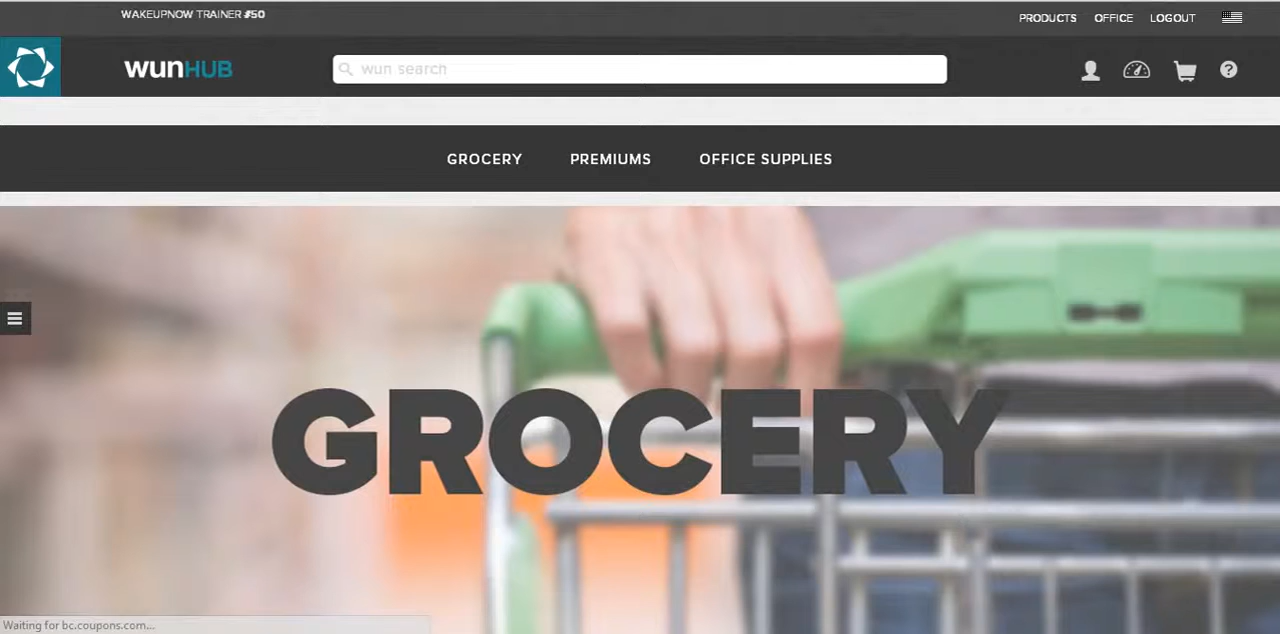 WAKEUPNOW TRAINER #50
PRODUCTS OFFICE LOGOUT
wunHUB
wun search
?
GROCERY PREMIUMS OFFICE SUPPLIES
GROCERY
Waiting for bc.coupons.com...